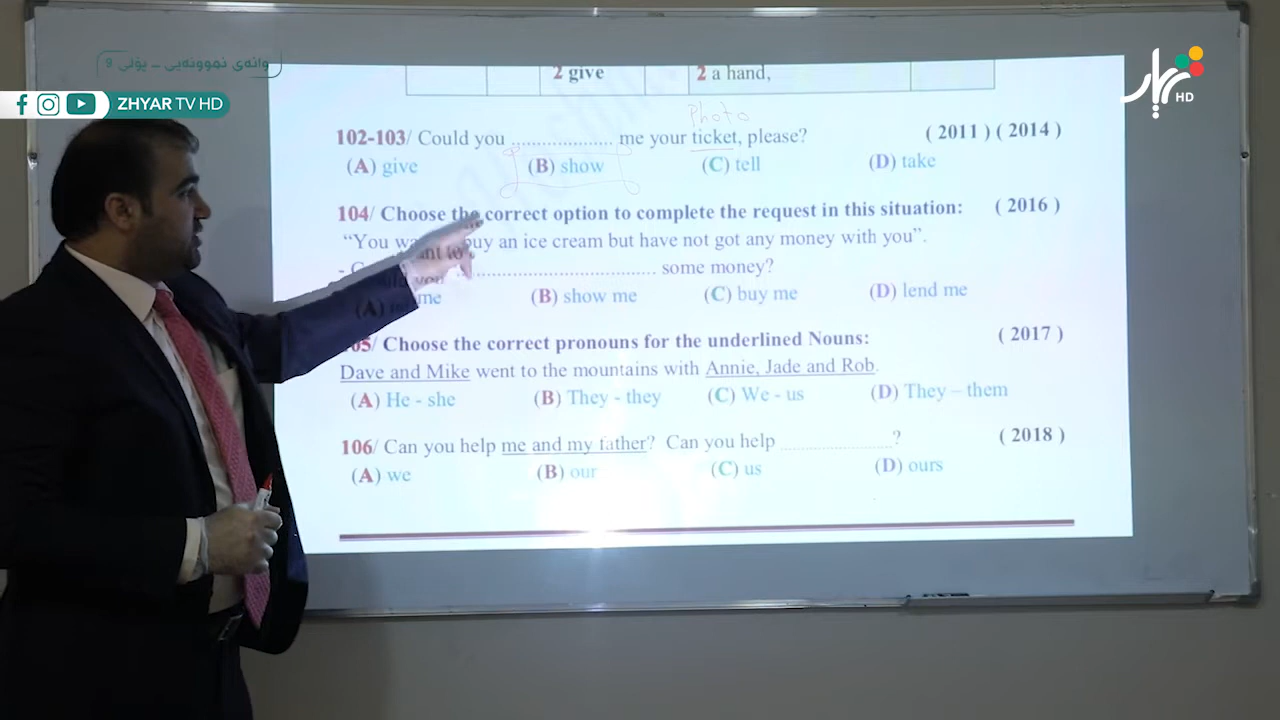 وانەی نموونەیی – پۆلی 9
ZHYAR TV HD
HD
2 give
2 a hand,
Photo
102-103/ Could you .................... me your ticket, please? ( 2011 ) ( 2014 )
(A) give (B) show (C) tell (D) take
104/ Choose the correct option to complete the request in this situation: ( 2016 )
“You want to buy an ice cream but have not got any money with you”.
- Could you .................................... some money?
(A) me (B) show me (C) buy me (D) lend me
105/ Choose the correct pronouns for the underlined Nouns: ( 2017 )
Dave and Mike went to the mountains with Annie, Jade and Rob.
(A) He - she (B) They - they (C) We - us (D) They – them
106/ Can you help me and my father? Can you help ......................? ( 2018 )
(A) we (B) our (C) us (D) ours